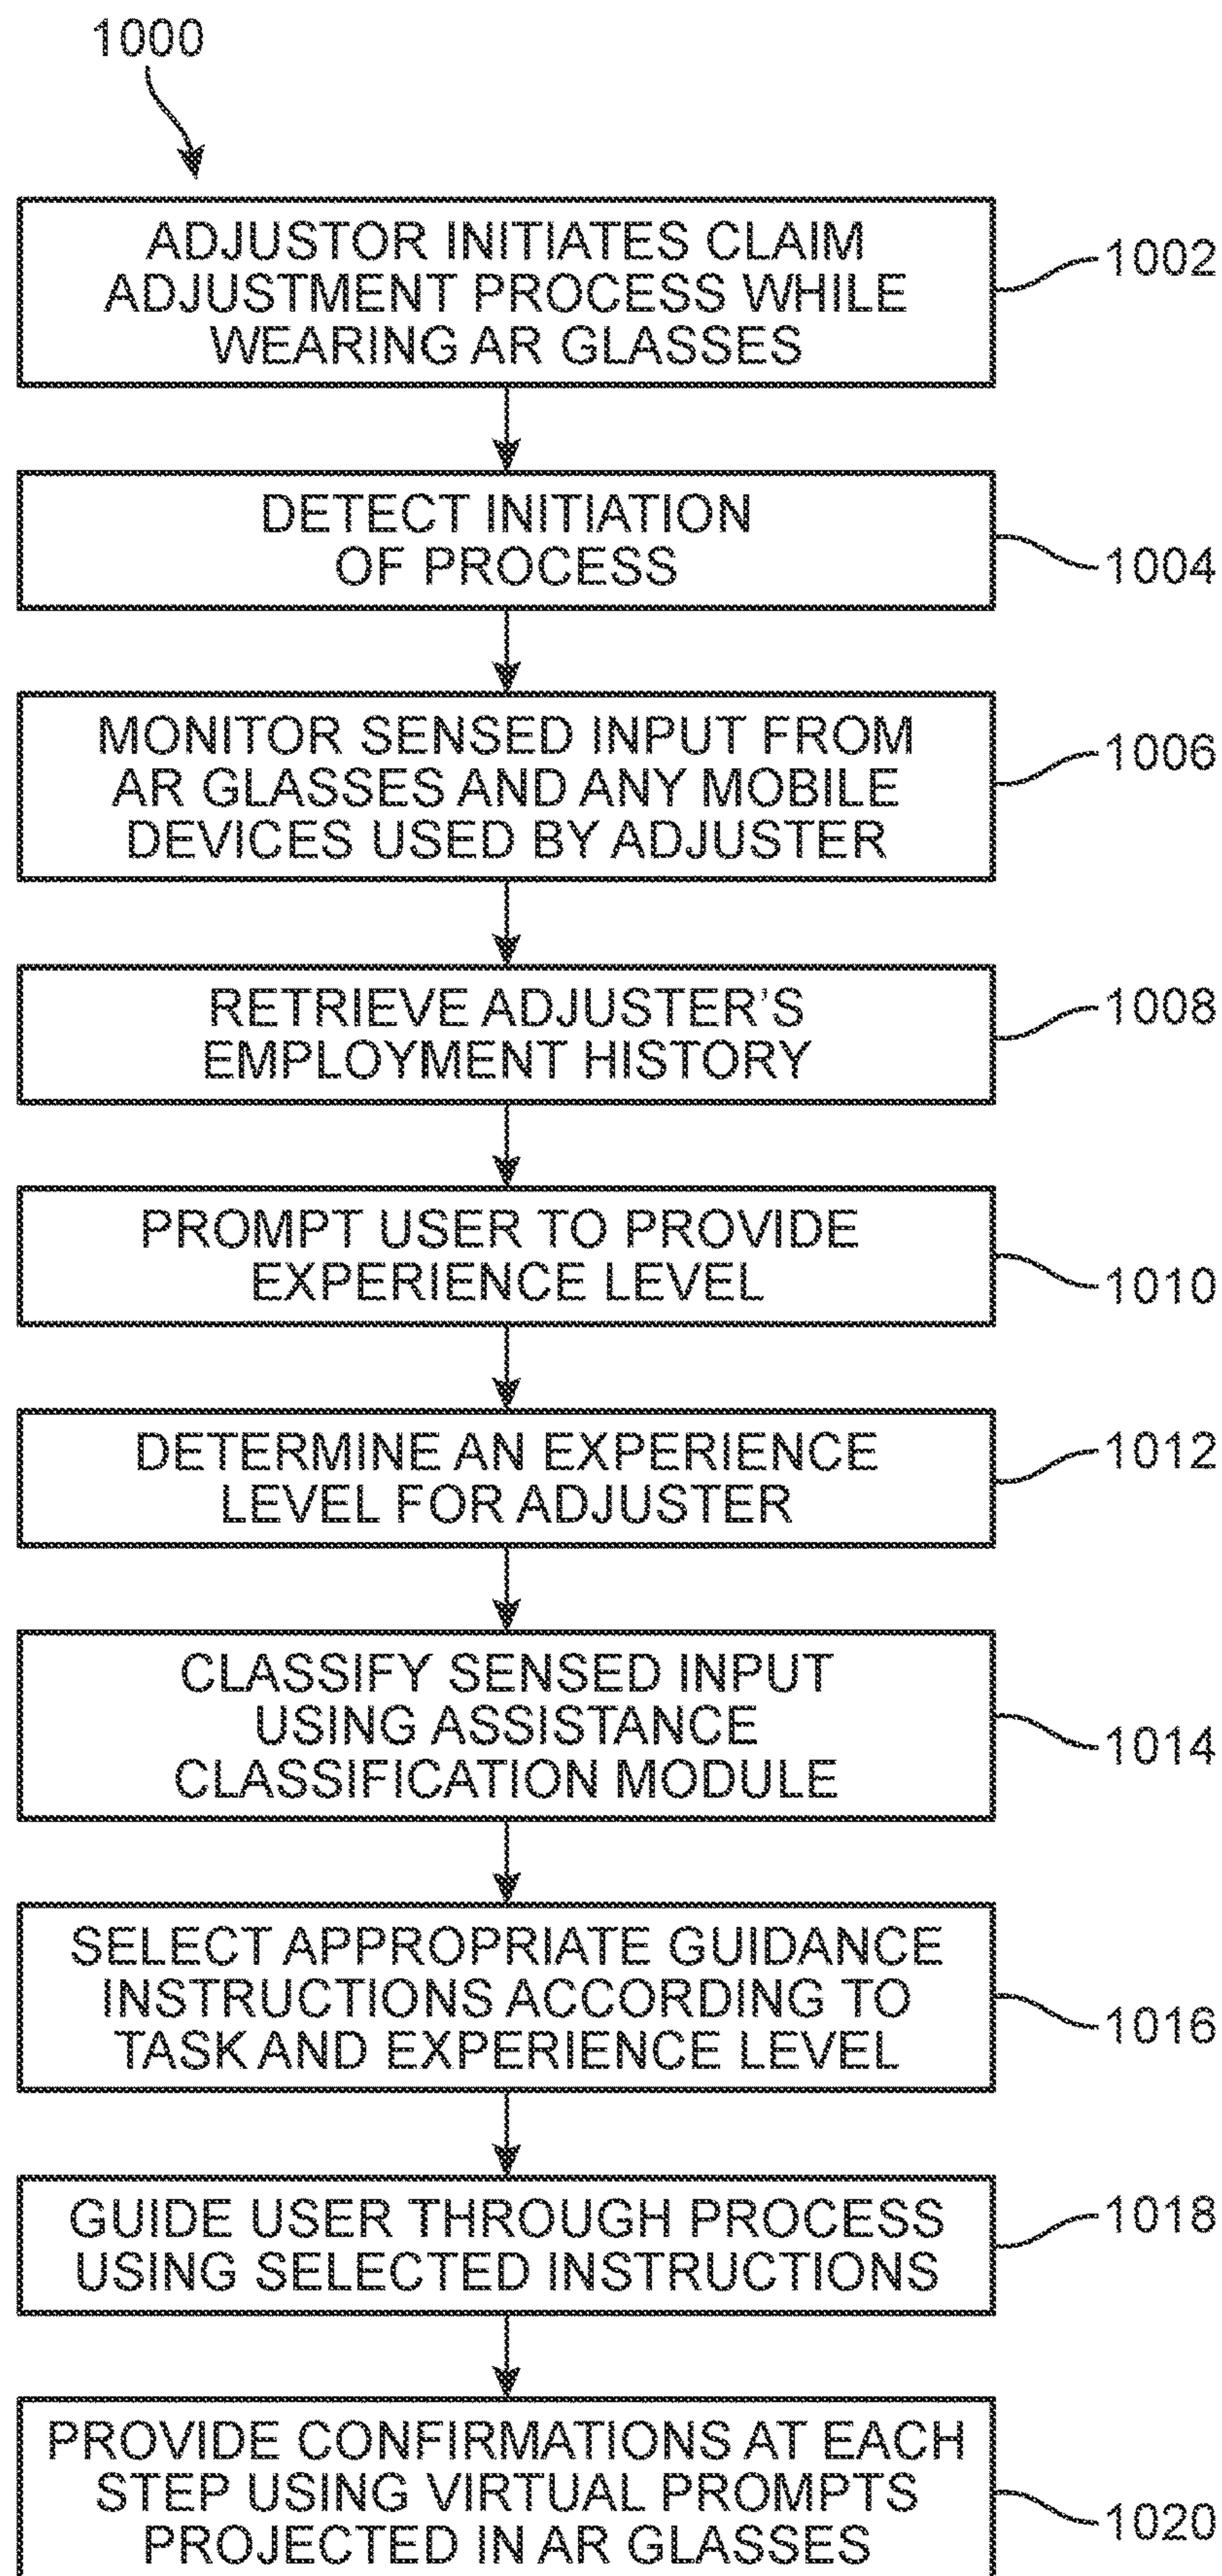 1000
ADJUSTOR INITIATES CLAIM
ADJUSTMENT PROCESS WHILE
WEARING AR GLASSES
1002
DETECT INITIATION
OF PROCESS
1004
MONITOR SENSED INPUT FROM
AR GLASSES AND ANY MOBILE
DEVICES USED BY ADJUSTER
1006
RETRIEVE ADJUSTER'S
EMPLOYMENT HISTORY
1008
PROMPT USER TO PROVIDE
EXPERIENCE LEVEL
1010
DETERMINE AN EXPERIENCE
LEVEL FOR ADJUSTER
1012
CLASSIFY SENSED INPUT
USING ASSISTANCE
CLASSIFICATION MODULE
1014
SELECT APPROPRIATE GUIDANCE
INSTRUCTIONS ACCORDING TO
TASK AND EXPERIENCE LEVEL
1016
GUIDE USER THROUGH PROCESS
USING SELECTED INSTRUCTIONS
1018
PROVIDE CONFIRMATIONS AT EACH
STEP USING VIRTUAL PROMPTS
PROJECTED IN AR GLASSES
1020